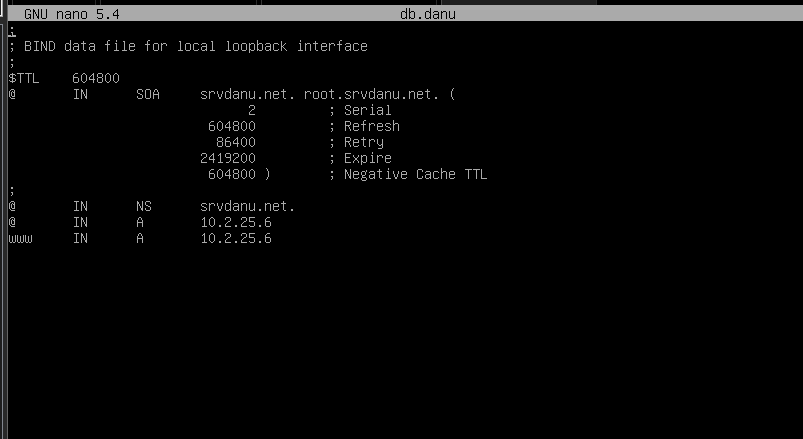 GNU nano 5.4 db.danu
;
; BIND data file for local loopback interface
;
$TTL 604800
@ IN SOA srvdanu.net. root.srvdanu.net. (
2 ; Serial
604800 ; Refresh
86400 ; Retry
2419200 ; Expire
604800 ) ; Negative Cache TTL
;
@ IN NS srvdanu.net.
@ IN A 10.2.25.6
www IN A 10.2.25.6